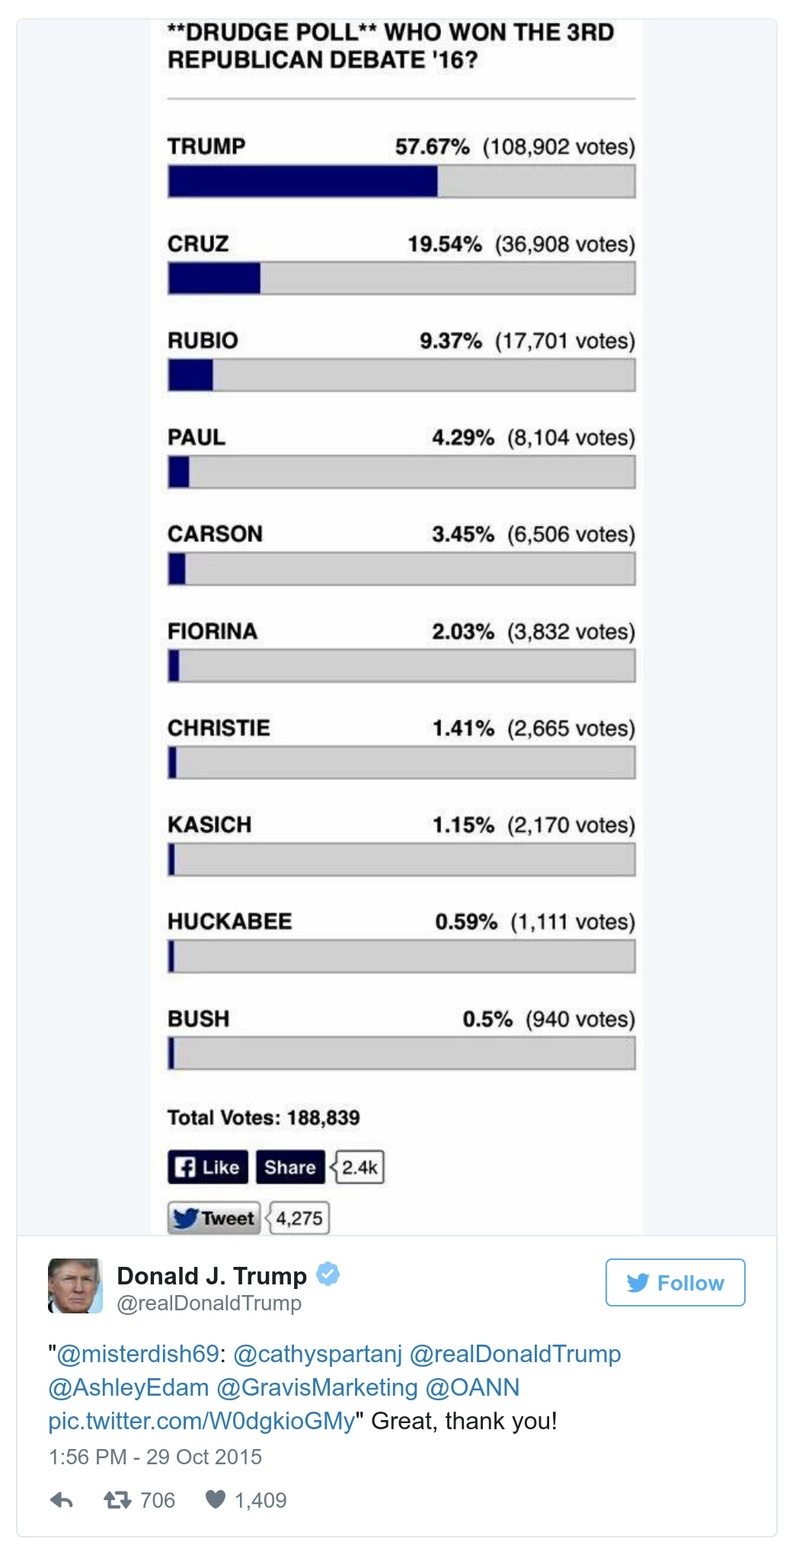 **DRUDGE POLL** WHO WON THE 3RD
REPUBLICAN DEBATE '16?
TRUMP 57.67% (108,902 votes)
CRUZ 19.54% (36,908 votes)
RUBIO 9.37% (17,701 votes)
PAUL 4.29% (8,104 votes)
CARSON 3.45% (6,506 votes)
FIORINA 2.03% (3,832 votes)
CHRISTIE 1.41% (2,665 votes)
KASICH 1.15% (2,170 votes)
HUCKABEE 0.59% (1,111 votes)
BUSH 0.5% (940 votes)
Total Votes: 188,839
Like Share 2.4k
Tweet 4,275
Donald J. Trump
@realDonaldTrump
Follow
"@misterdish69: @cathyspartanj @realDonaldTrump
@AshleyEdam @GravisMarketing @OANN
pic.twitter.com/W0dgkioGMy" Great, thank you!
1:56 PM - 29 Oct 2015
706 1,409